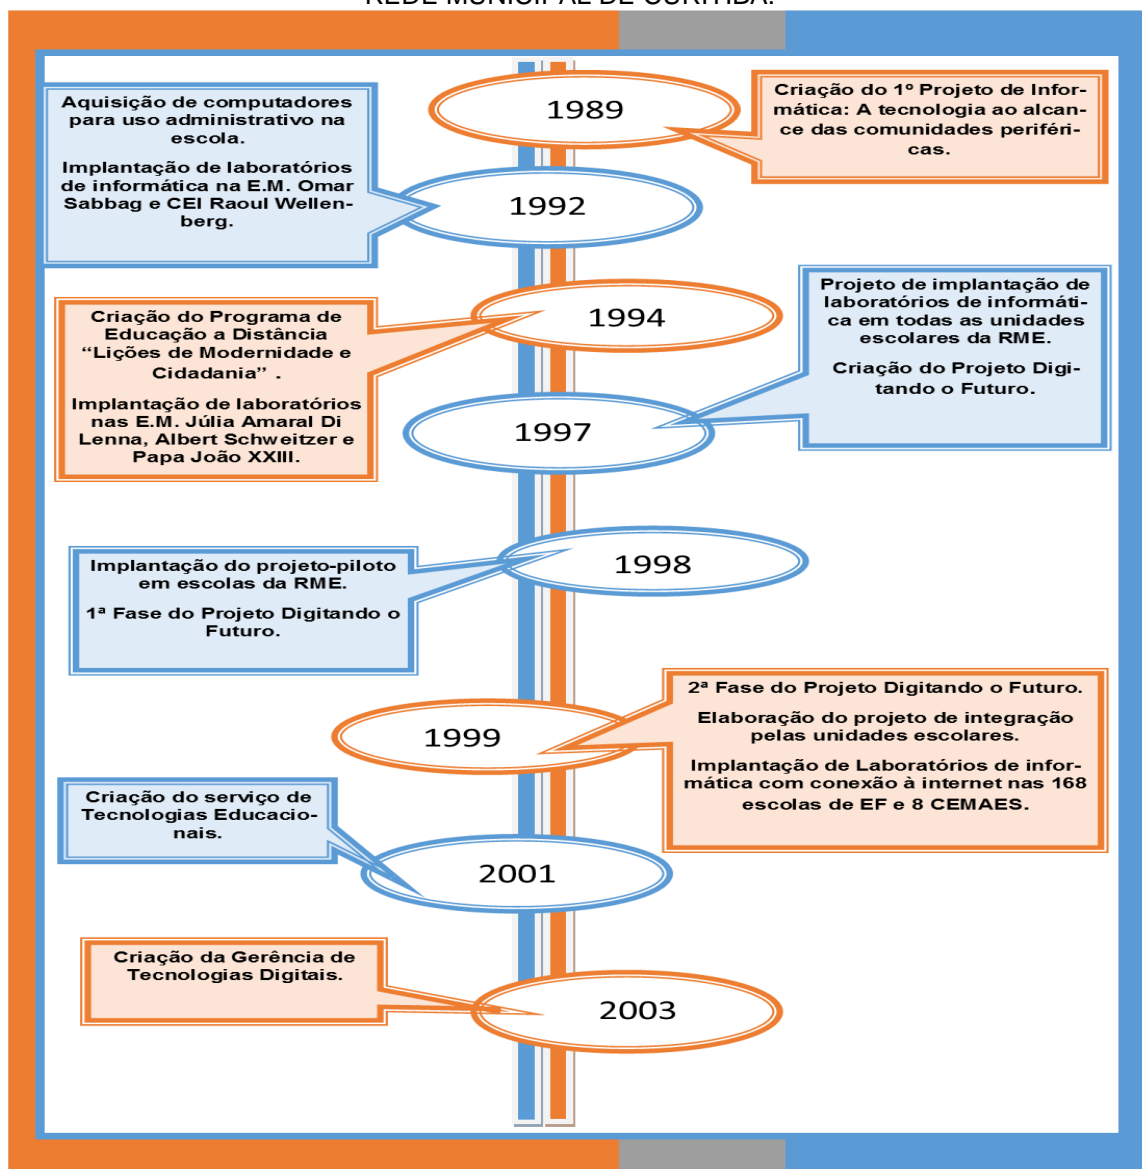 REDE MUNICIPAL DE CURITIBA.
1989
Criação do 1º Projeto de Infor-
mática: A tecnologia ao alcan-
ce das comunidades periféri-
cas.
Aquisição de computadores
para uso administrativo na
escola.
Implantação de laboratórios
de informática na E.M. Omar
Sabbag e CEI Raoul Wellen-
berg.
1992
1994
Criação do Programa de
Educação a Distância
“Lições de Modernidade e
Cidadania” .
Implantação de laboratórios
nas E.M. Júlia Amaral Di
Lenna, Albert Schweitzer e
Papa João XXIII.
Projeto de implantação de
laboratórios de informáti-
ca em todas as unidades
escolares da RME.
Criação do Projeto Digi-
tando o Futuro.
1997
1998
Implantação do projeto-piloto
em escolas da RME.
1ª Fase do Projeto Digitando o
Futuro.
1999
2ª Fase do Projeto Digitando o Futuro.
Elaboração do projeto de integração
pelas unidades escolares.
Implantação de Laboratórios de infor-
mática com conexão à internet nas 168
escolas de EF e 8 CEMAES.
Criação do serviço de
Tecnologias Educacio-
nais.
2001
Criação da Gerência de
Tecnologias Digitais.
2003